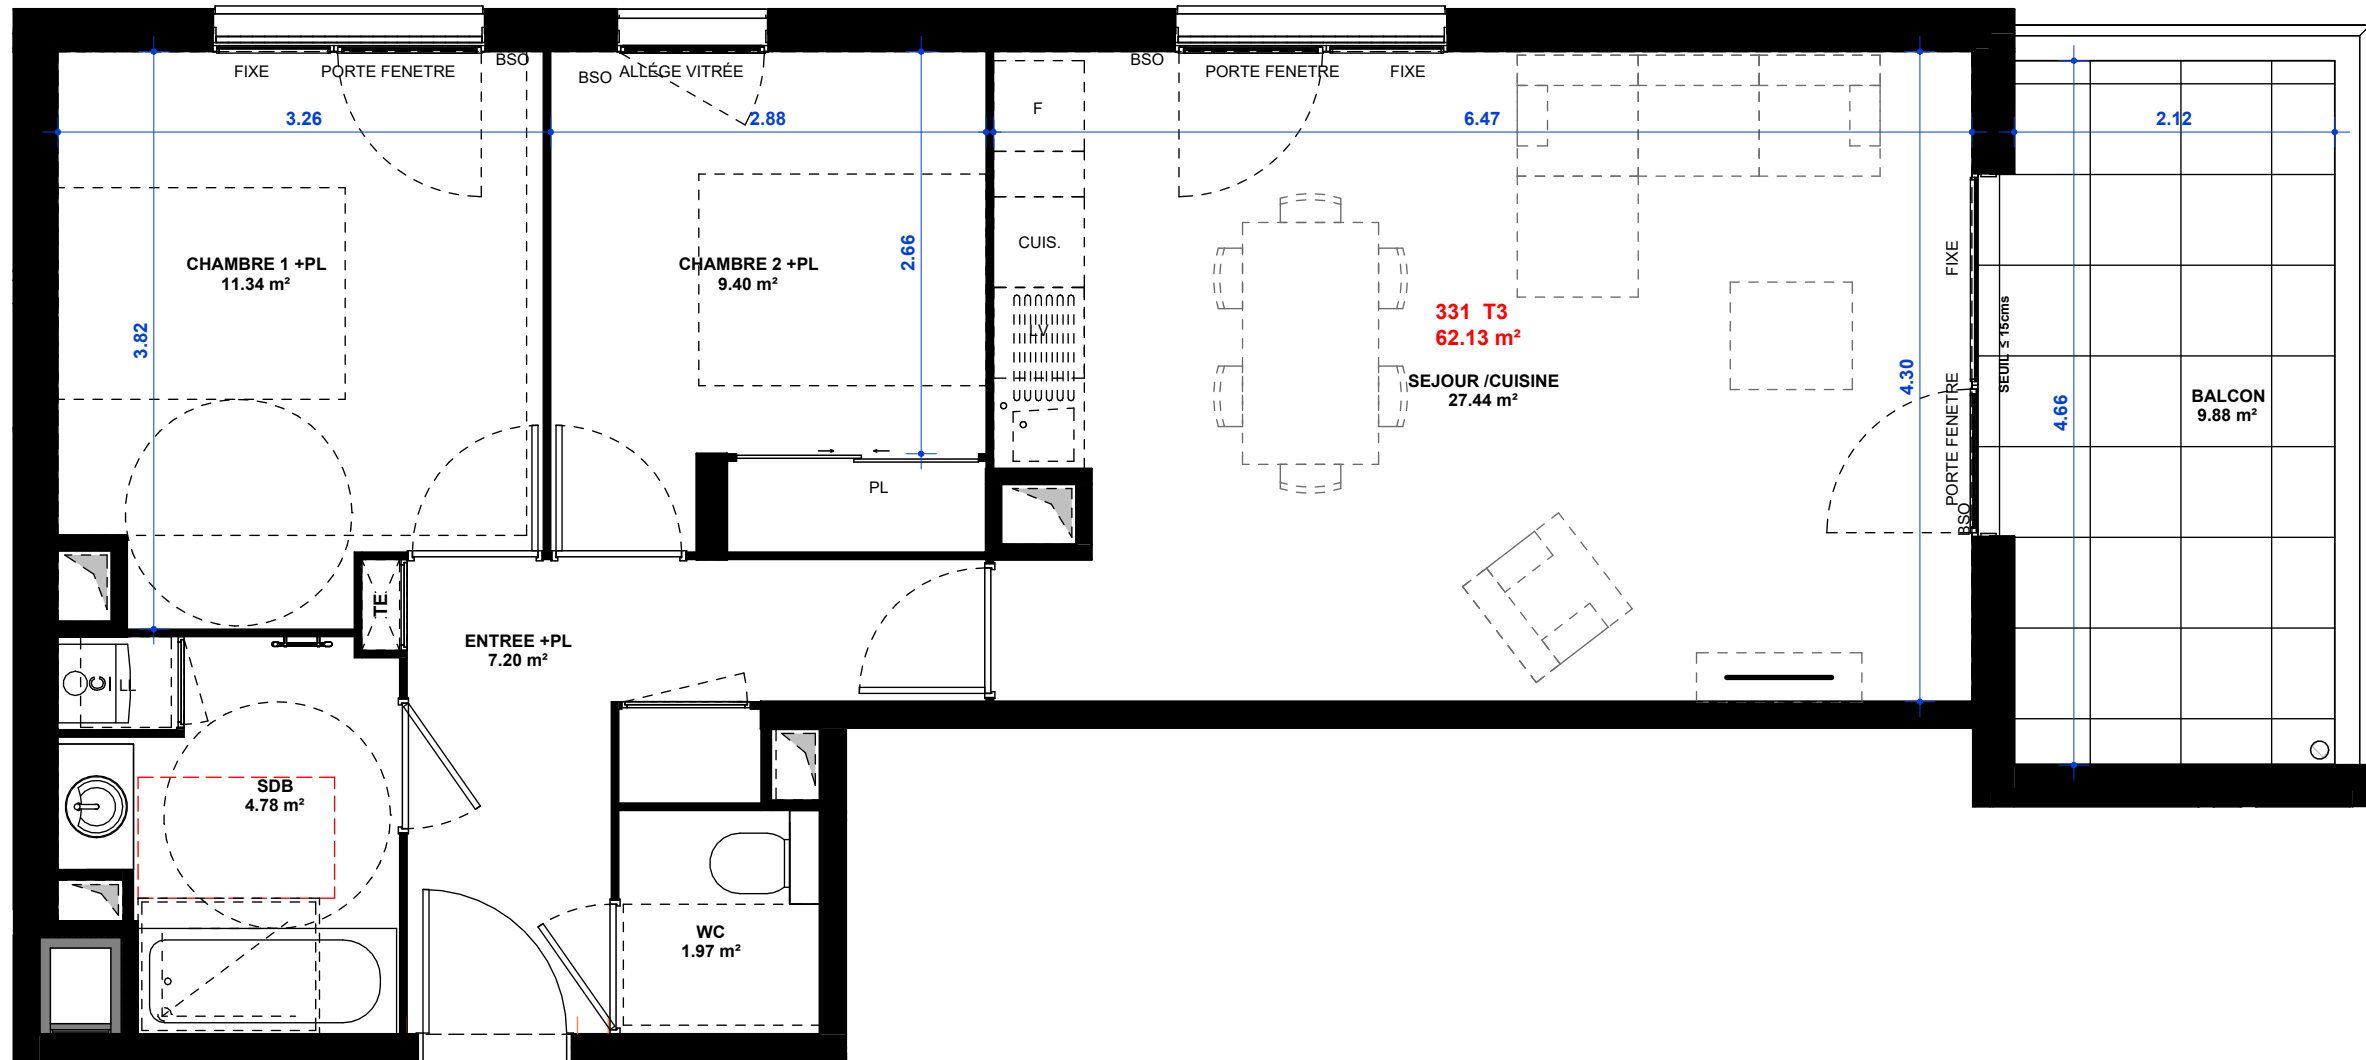 FIXE
PORTE FENETRE
BSO
BSO
ALLÉGE VITRÉE
BSO
PORTE FENETRE
FIXE
3.26
2.88
6.47
2.12
F
CUIS.
LV
CHAMBRE 1 +PL
11.34 m²
CHAMBRE 2 +PL
9.40 m²
2.66
3.82
331 T3
62.13 m²
SEJOUR /CUISINE
27.44 m²
4.30
FIXE
SEUIL ≤ 15cms
PORTE FENETRE
BSO
4.66
BALCON
9.88 m²
PL
TE
ENTREE +PL
7.20 m²
CI
LL
SDB
4.78 m²
WC
1.97 m²